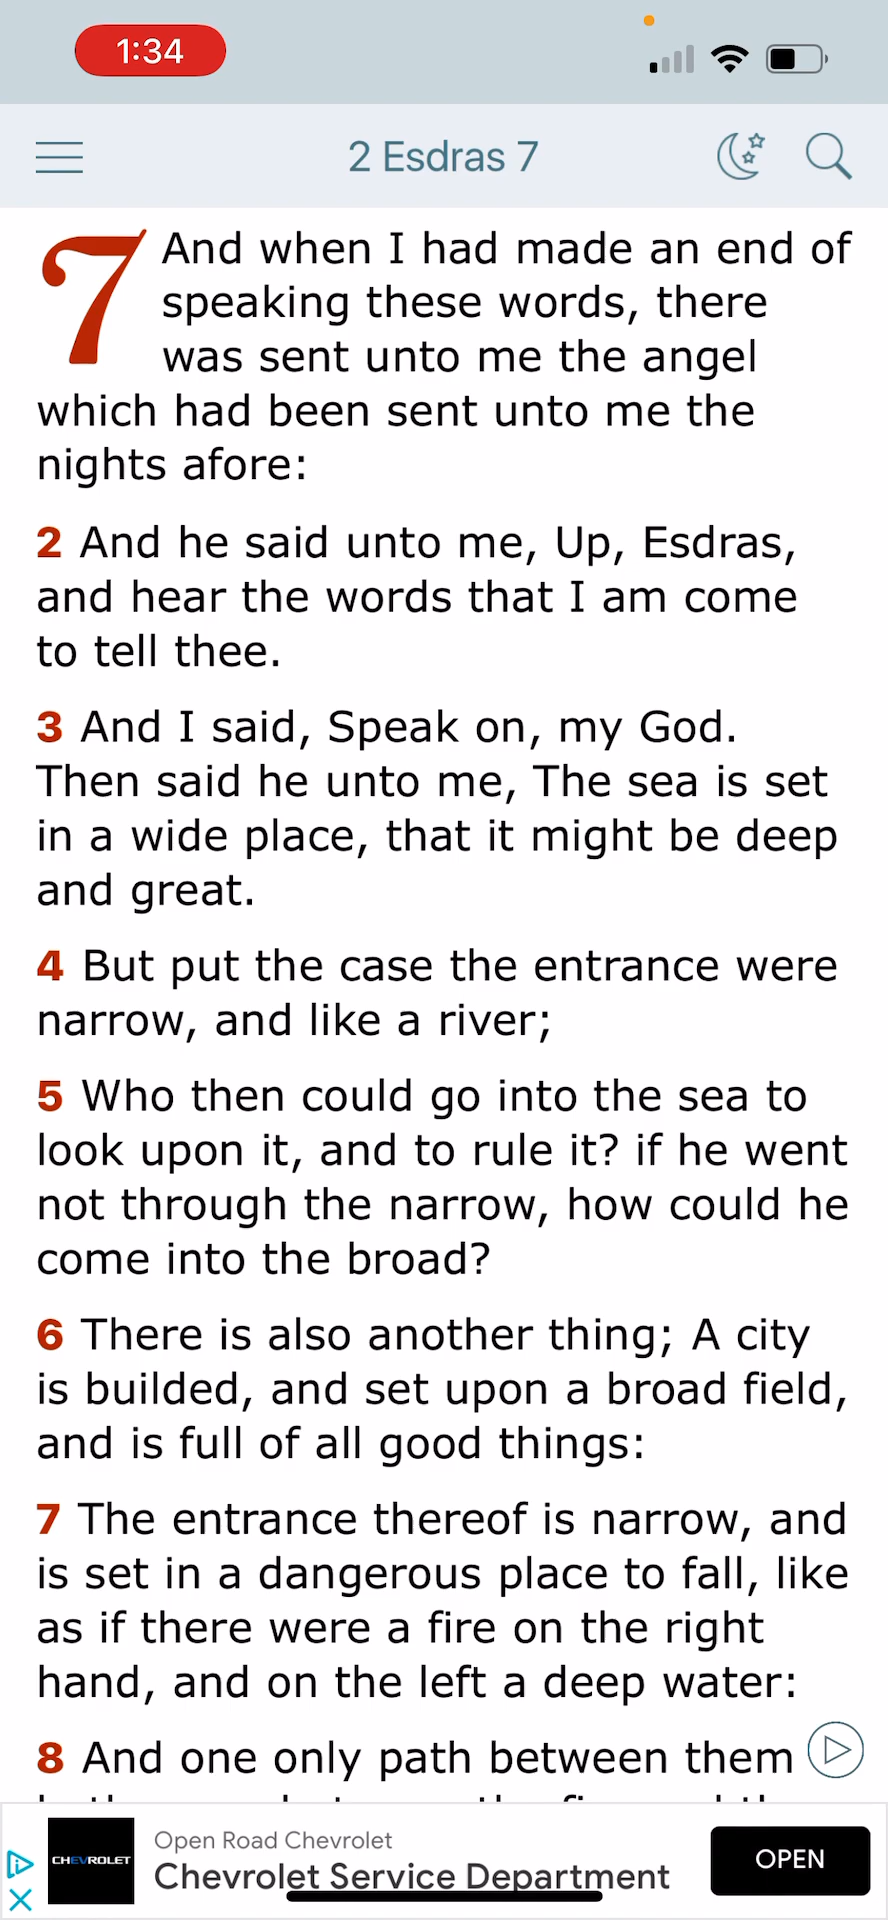 1:34
2 Esdras 7
7 And when I had made an end of
speaking these words, there
was sent unto me the angel
which had been sent unto me the
nights afore:
2 And he said unto me, Up, Esdras,
and hear the words that I am come
to tell thee.
3 And I said, Speak on, my God.
Then said he unto me, The sea is set
in a wide place, that it might be deep
and great.
4 But put the case the entrance were
narrow, and like a river;
5 Who then could go into the sea to
look upon it, and to rule it? if he went
not through the narrow, how could he
come into the broad?
6 There is also another thing; A city
is builded, and set upon a broad field,
and is full of all good things:
7 The entrance thereof is narrow, and
is set in a dangerous place to fall, like
as if there were a fire on the right
hand, and on the left a deep water:
8 And one only path between them
CHEVROLET
Open Road Chevrolet
Chevrolet Service Department
OPEN